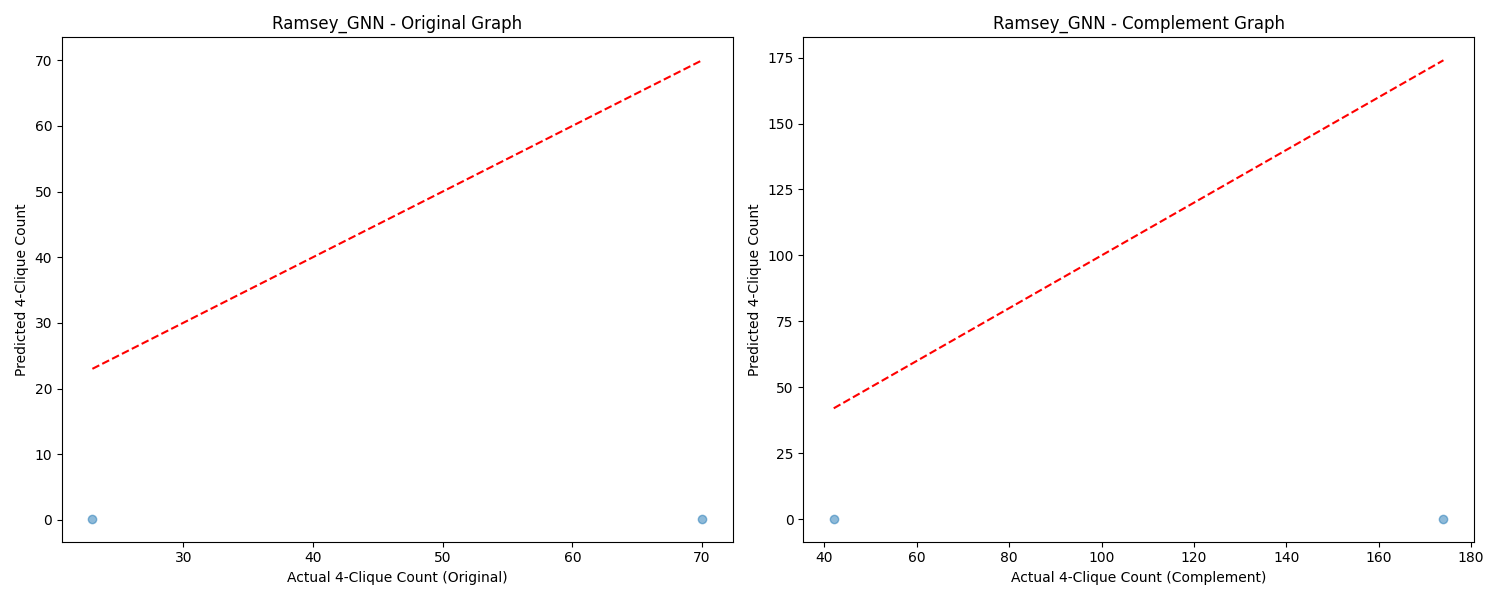 Ramsey_GNN - Original Graph
Predicted 4-Clique Count
70
60
50
40
30
20
10
0
30 40 50 60 70
Actual 4-Clique Count (Original)
Ramsey_GNN - Complement Graph
Predicted 4-Clique Count
175
150
125
100
75
50
25
0
40 60 80 100 120 140 160 180
Actual 4-Clique Count (Complement)